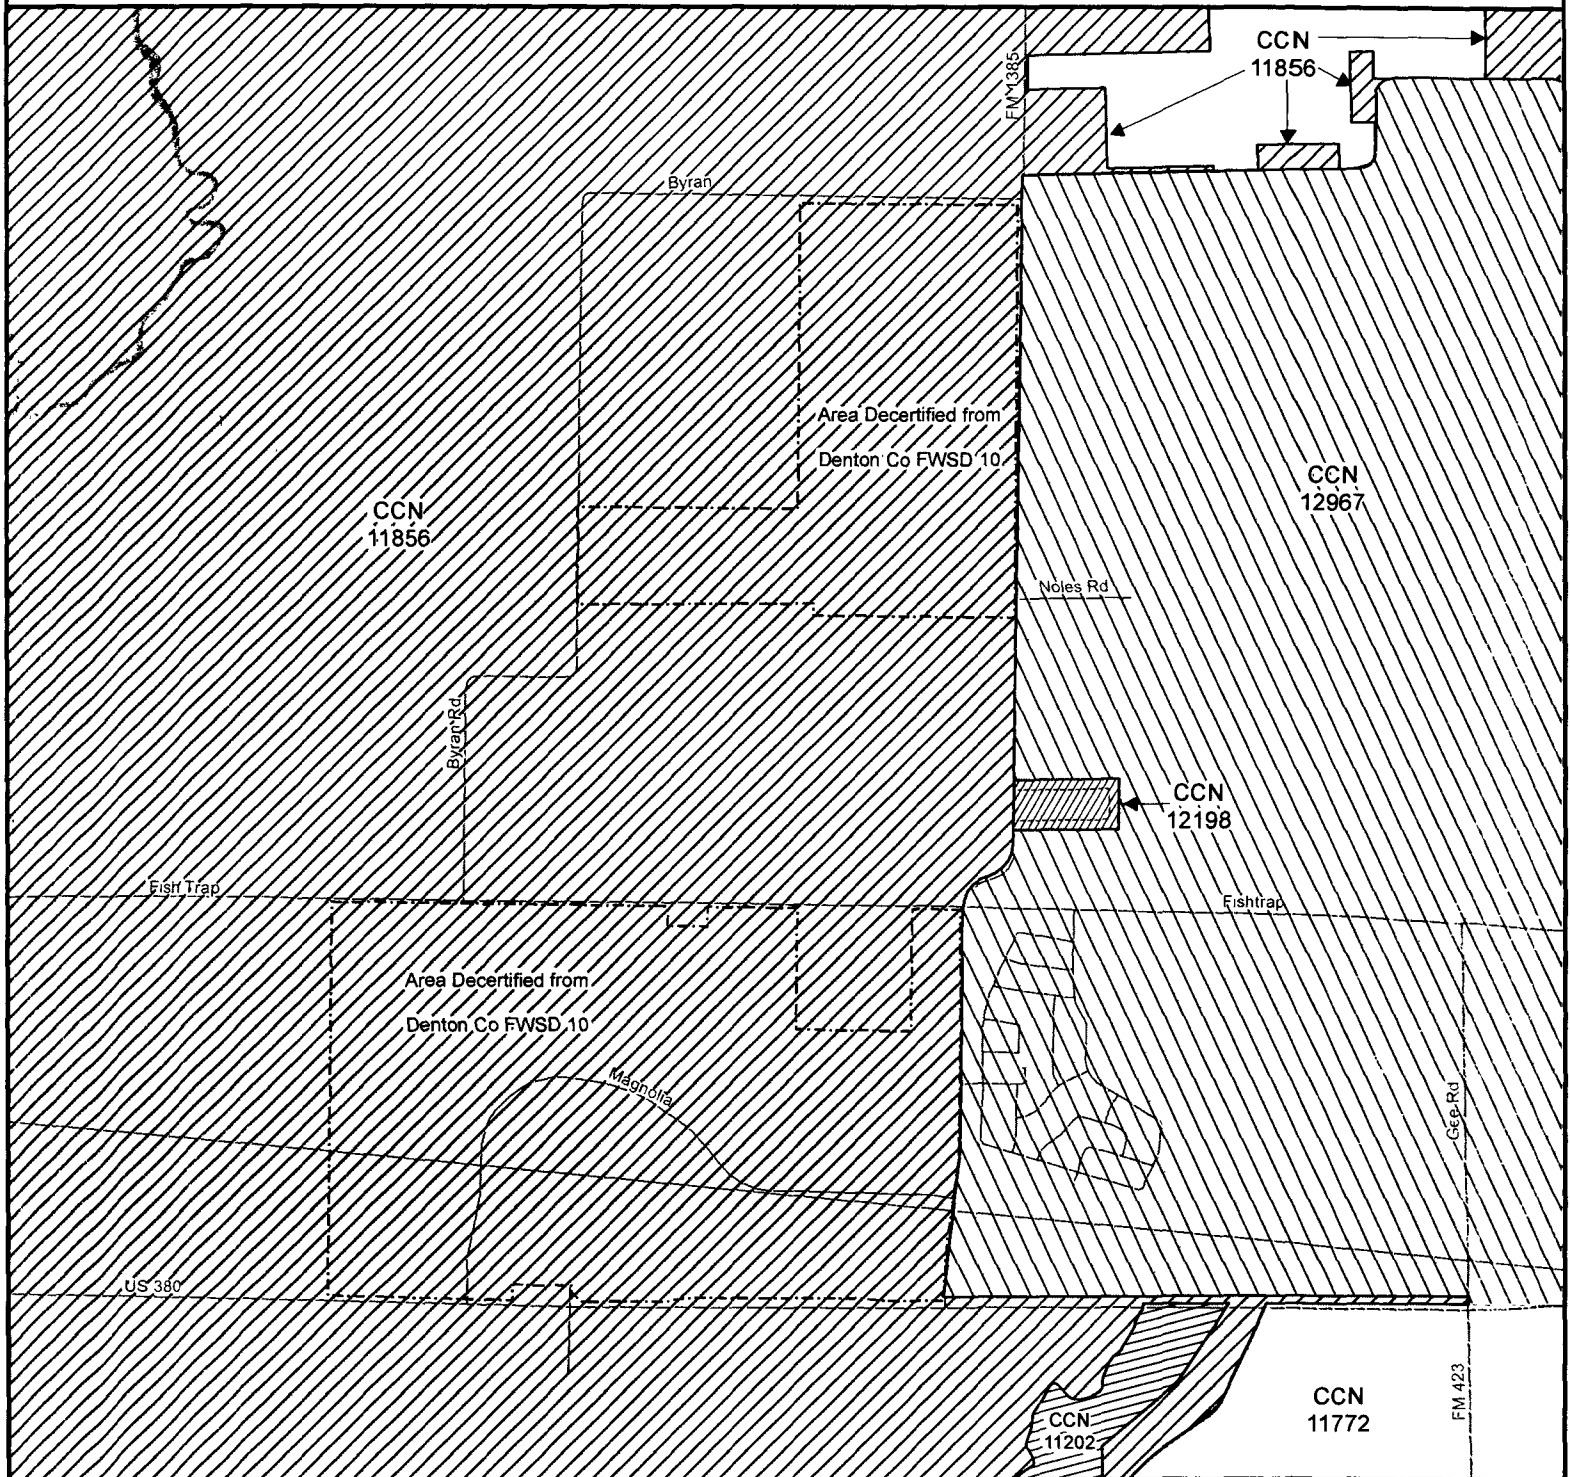 FM 1385
CCN
11856
Byran
Area Decertified from
Denton Co FWSD 10
CCN
11856
CCN
12967
Noles Rd
Byran Rd
CCN
12198
Fish Trap
Fishtrap
Area Decertified from
Denton Co FWSD 10
Magnolia
Gee Rd
US 380
CCN
11202
CCN
11772
FM 423